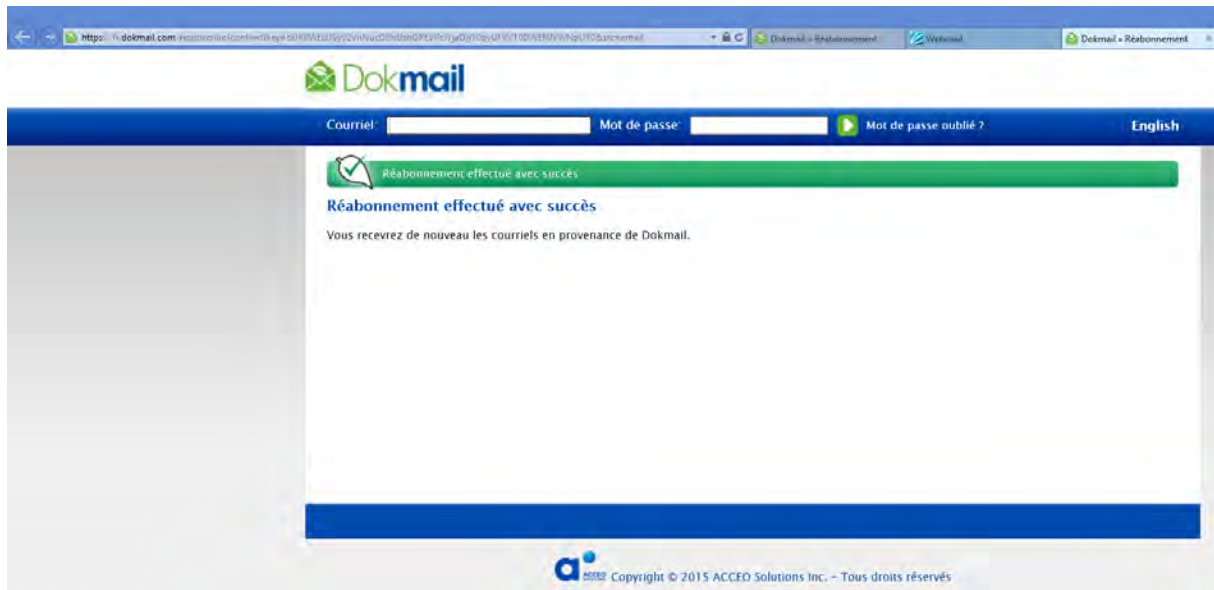 https: dokmail.com
Dokmail - Réabonnement
Webmail
Dokmail - Réabonnement
Dokmail
Courriel:
Mot de passe:
Mot de passe oublié ?
English
Réabonnement effectué avec succès
Réabonnement effectué avec succès
Vous recevrez de nouveau les courriels en provenance de Dokmail.
ACCEO Copyright © 2015 ACCEO Solutions Inc. – Tous droits réservés